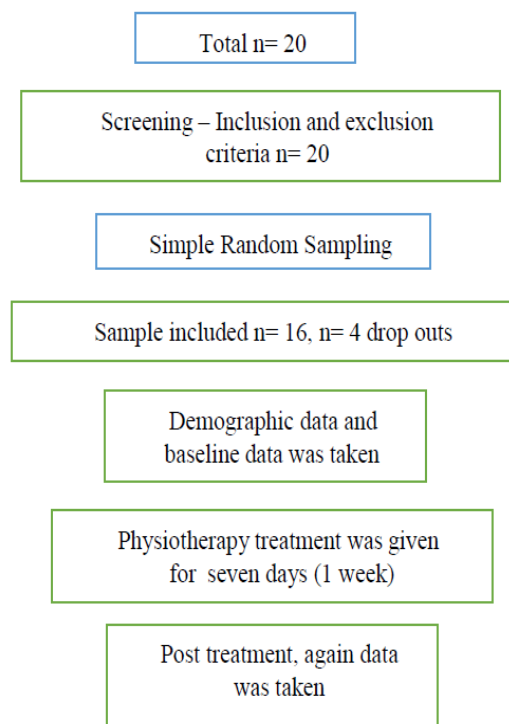 Total n= 20
Screening – Inclusion and exclusion
criteria n= 20
Simple Random Sampling
Sample included n= 16, n= 4 drop outs
Demographic data and
baseline data was taken
Physiotherapy treatment was given
for seven days (1 week)
Post treatment, again data
was taken